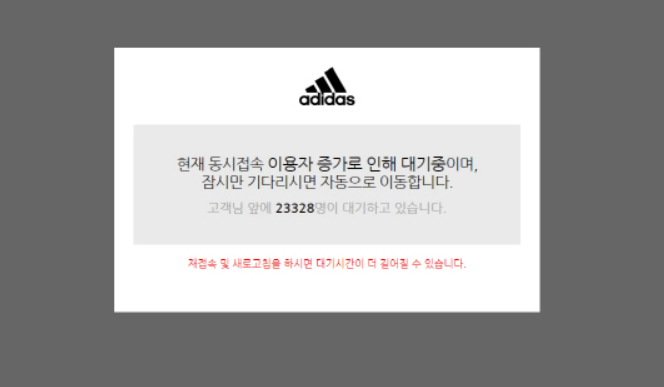 adidas
현재 동시접속 이용자 증가로 인해 대기중이며,
잠시만 기다리시면 자동으로 이동합니다.
고객님 앞에 23328명이 대기하고 있습니다.
재접속 및 새로고침을 하시면 대기시간이 더 길어질 수 있습니다.